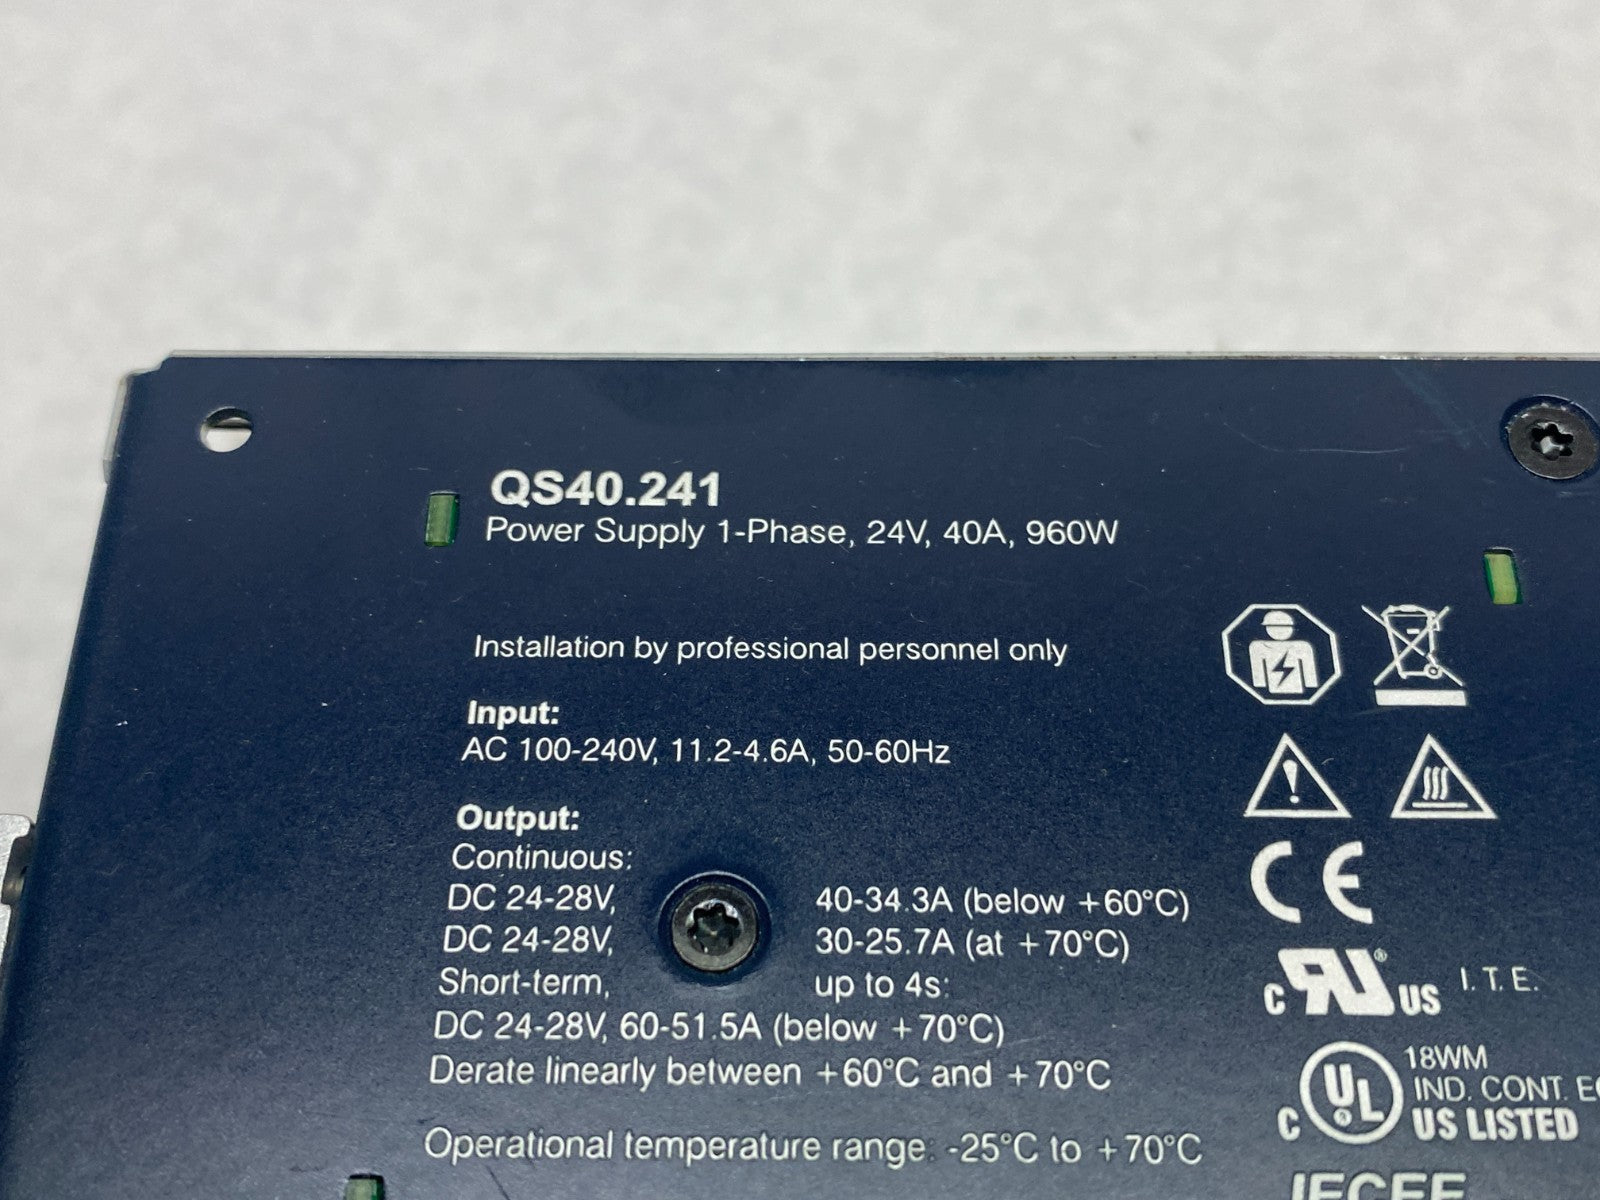 QS40.241
Power Supply 1-Phase, 24V, 40A, 960W
Installation by professional personnel only
Input:
AC 100-240V, 11.2-4.6A, 50-60Hz
Output:
Continuous:
DC 24-28V, 40-34.3A (below +60°C)
DC 24-28V, 30-25.7A (at +70°C)
Short-term, up to 4s:
DC 24-28V, 60-51.5A (below +70°C)
Derate linearly between +60°C and +70°C
Operational temperature range: -25°C to +70°C
CE
c RU ® US I.T.E.
c UL ® 18WM
IND. CONT.
US LISTED
IECEE